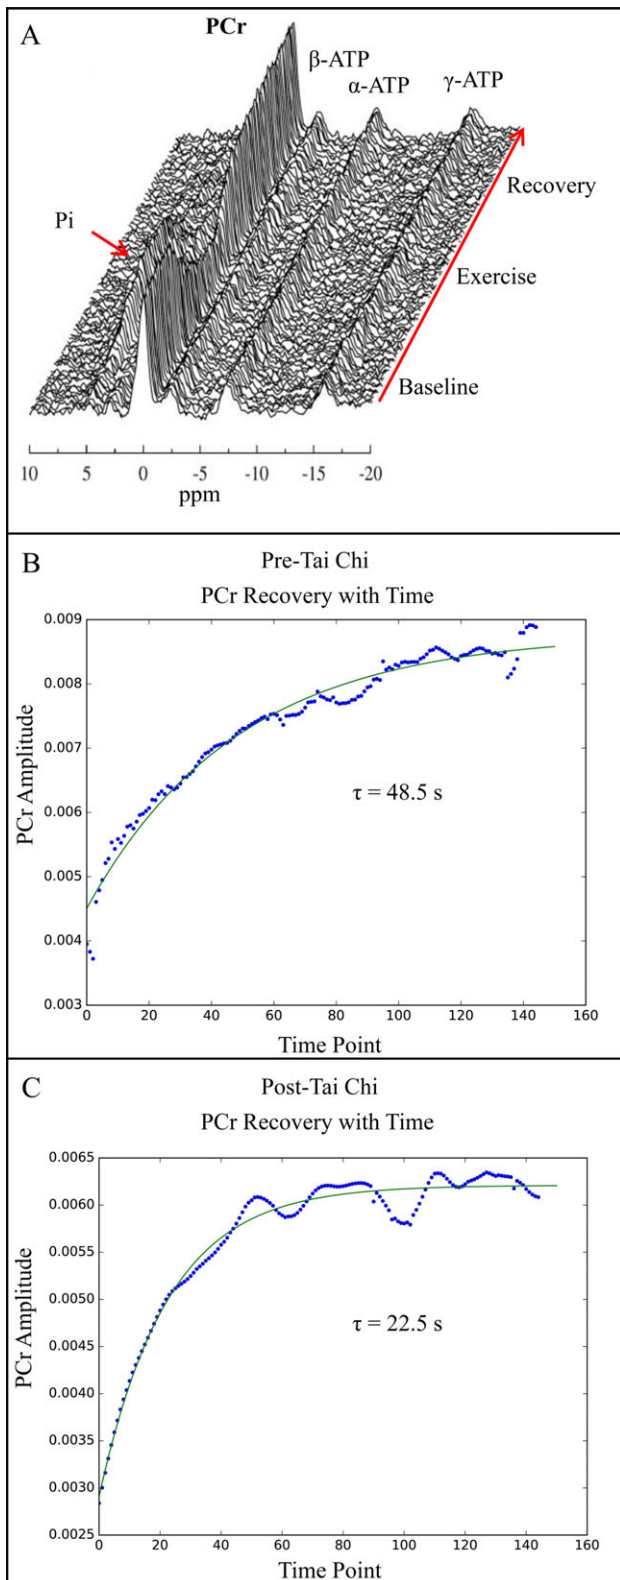 A
PCr
β-ATP
α-ATP
γ-ATP
Pi
Recovery
Exercise
Baseline
10 5 0 -5 -10 -15 -20
ppm
B
Pre-Tai Chi
PCr Recovery with Time
0.009
0.008
0.007
0.006
0.005
0.004
0.003
PCr Amplitude
τ = 48.5 s
0 20 40 60 80 100 120 140 160
Time Point
C
Post-Tai Chi
PCr Recovery with Time
0.0065
0.0060
0.0055
0.0050
0.0045
0.0040
0.0035
0.0030
0.0025
PCr Amplitude
τ = 22.5 s
0 20 40 60 80 100 120 140 160
Time Point